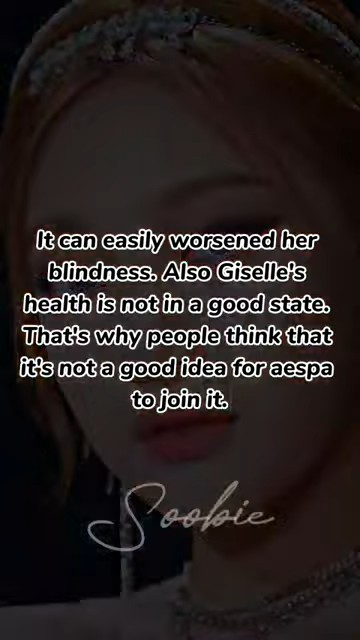 It can easily worsened her
blindness. Also Giselle's
health is not in a good state.
That's why people think that
it's not a good idea for aespa
to join it.
Soobie